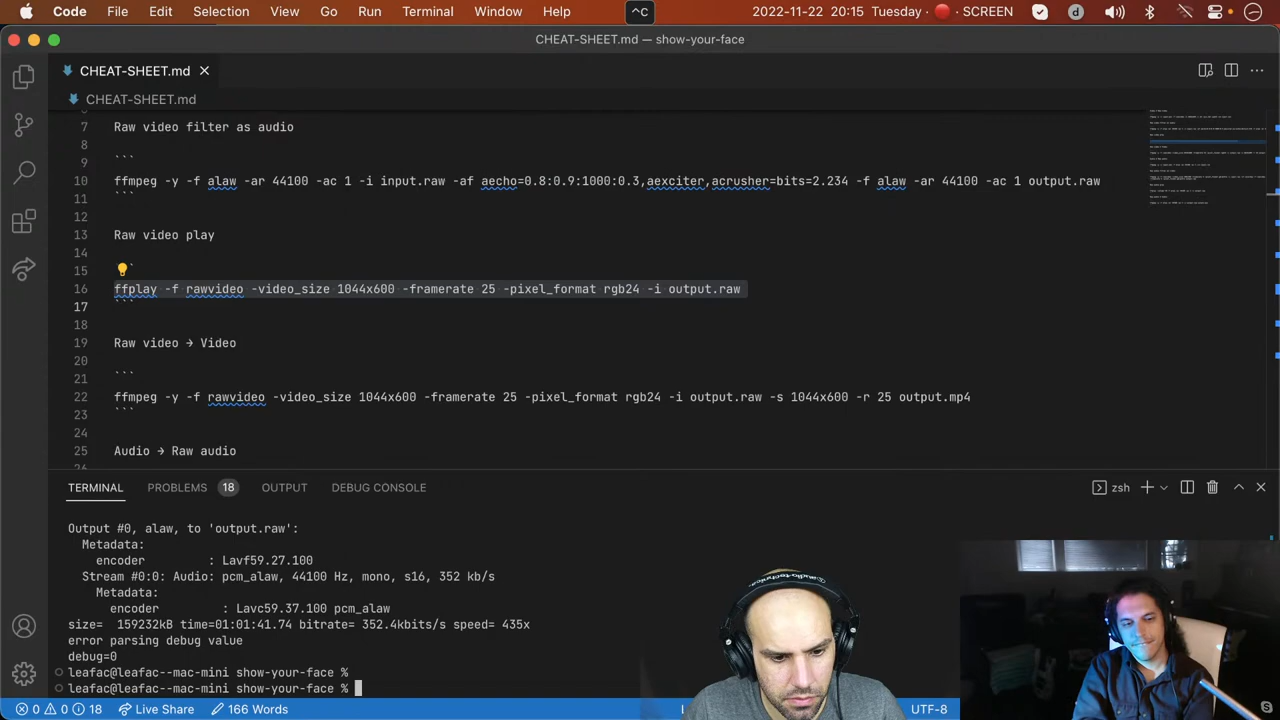 Code File Edit Selection View Go Run Terminal Window Help ^C 2022-11-22 20:15 Tuesday SCREEN d
CHEAT-SHEET.md — show-your-face
CHEAT-SHEET.md
CHEAT-SHEET.md
7 Raw video filter as audio
8
9 ```
10 ffmpeg -y -f alaw -ar 44100 -ac 1 -i input.raw -af aecho=0.8:0.9:1000:0.3,aexciter,acrusher=bits=2.234 -f alaw -ar 44100 -ac 1 output.raw
11 ```
12
13 Raw video play
14
15 ```
16 ffplay -f rawvideo -video_size 1044x600 -framerate 25 -pixel_format rgb24 -i output.raw
17 ```
18
19 Raw video → Video
20
21 ```
22 ffmpeg -y -f rawvideo -video_size 1044x600 -framerate 25 -pixel_format rgb24 -i output.raw -s 1044x600 -r 25 output.mp4
23 ```
24
25 Audio → Raw audio
26
TERMINAL PROBLEMS 18 OUTPUT DEBUG CONSOLE zsh
Output #0, alaw, to 'output.raw':
Metadata:
encoder : Lavf59.27.100
Stream #0:0: Audio: pcm_alaw, 44100 Hz, mono, s16, 352 kb/s
Metadata:
encoder : Lavc59.37.100 pcm_alaw
size= 159232kB time=01:01:41.74 bitrate= 352.4kbits/s speed= 435x
error parsing debug value
debug=0
leafac@leafac--mac-mini show-your-face %
leafac@leafac--mac-mini show-your-face %
0 0 18 Live Share 166 Words UTF-8